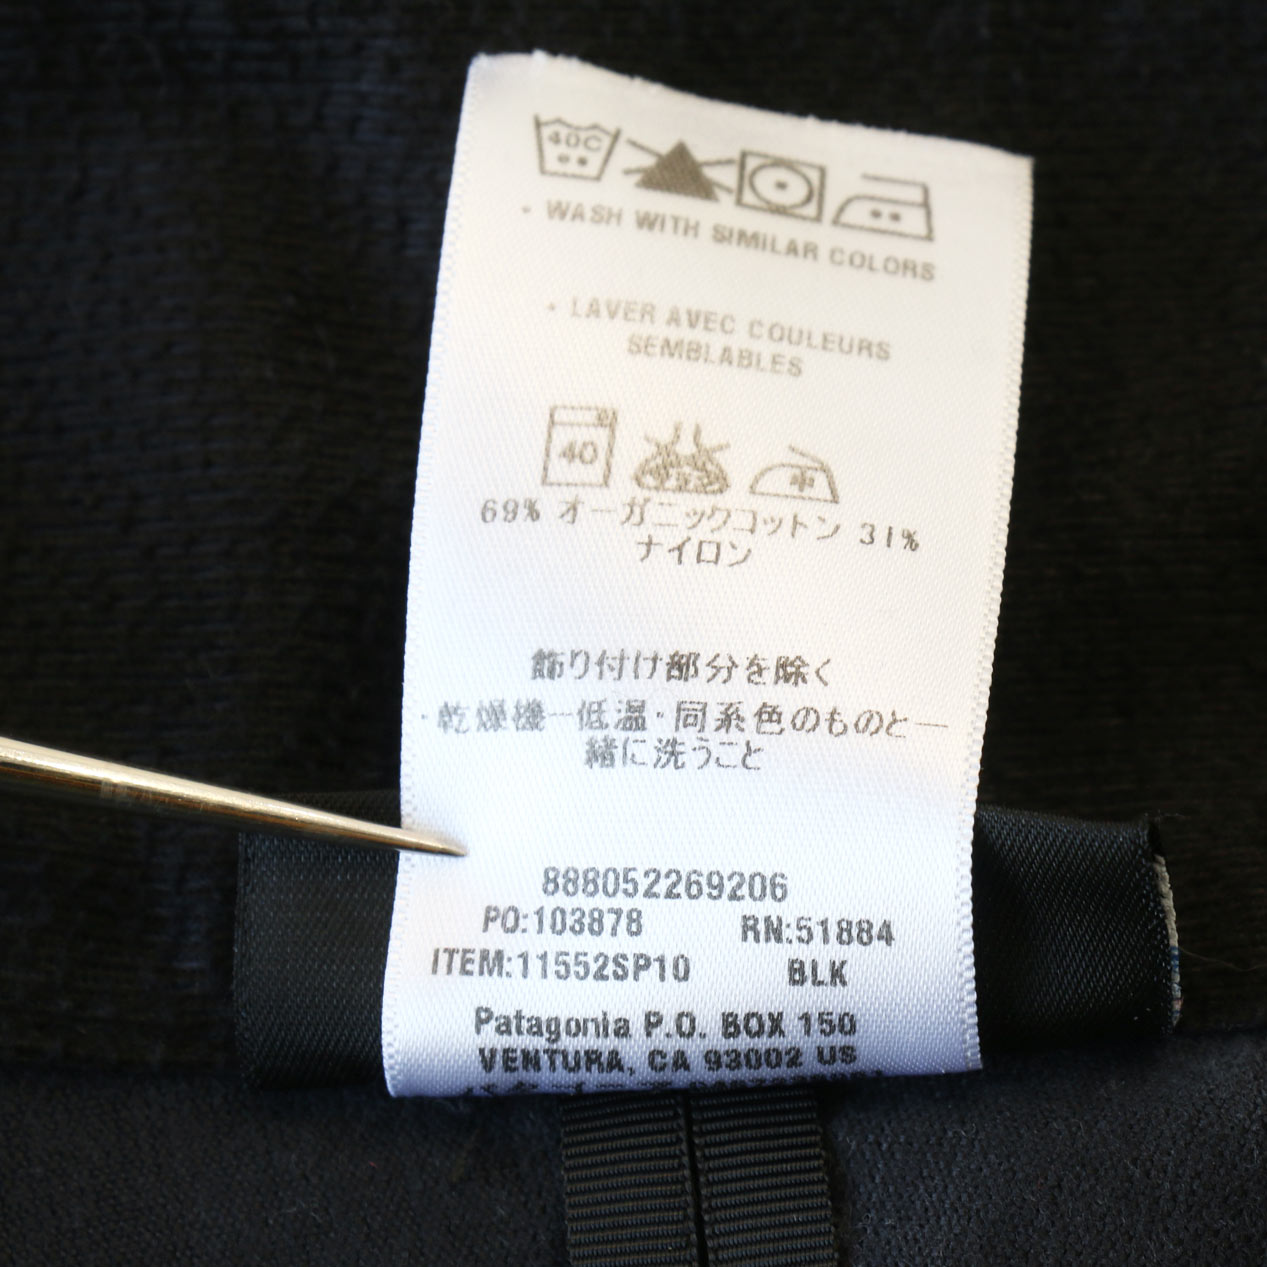 40C
• WASH WITH SIMILAR COLORS
• LAVER AVEC COULEURS
SEMBLABLES
40
中
69% オーガニックコットン 31%
ナイロン
飾り付け部分を除く
・乾燥機一低温・同系色のものと一
緒に洗うこと
888052269206
PO:103878 RN:51884
ITEM:11552SP10 BLK
Patagonia P.O. BOX 150
VENTURA, CA 93002 US